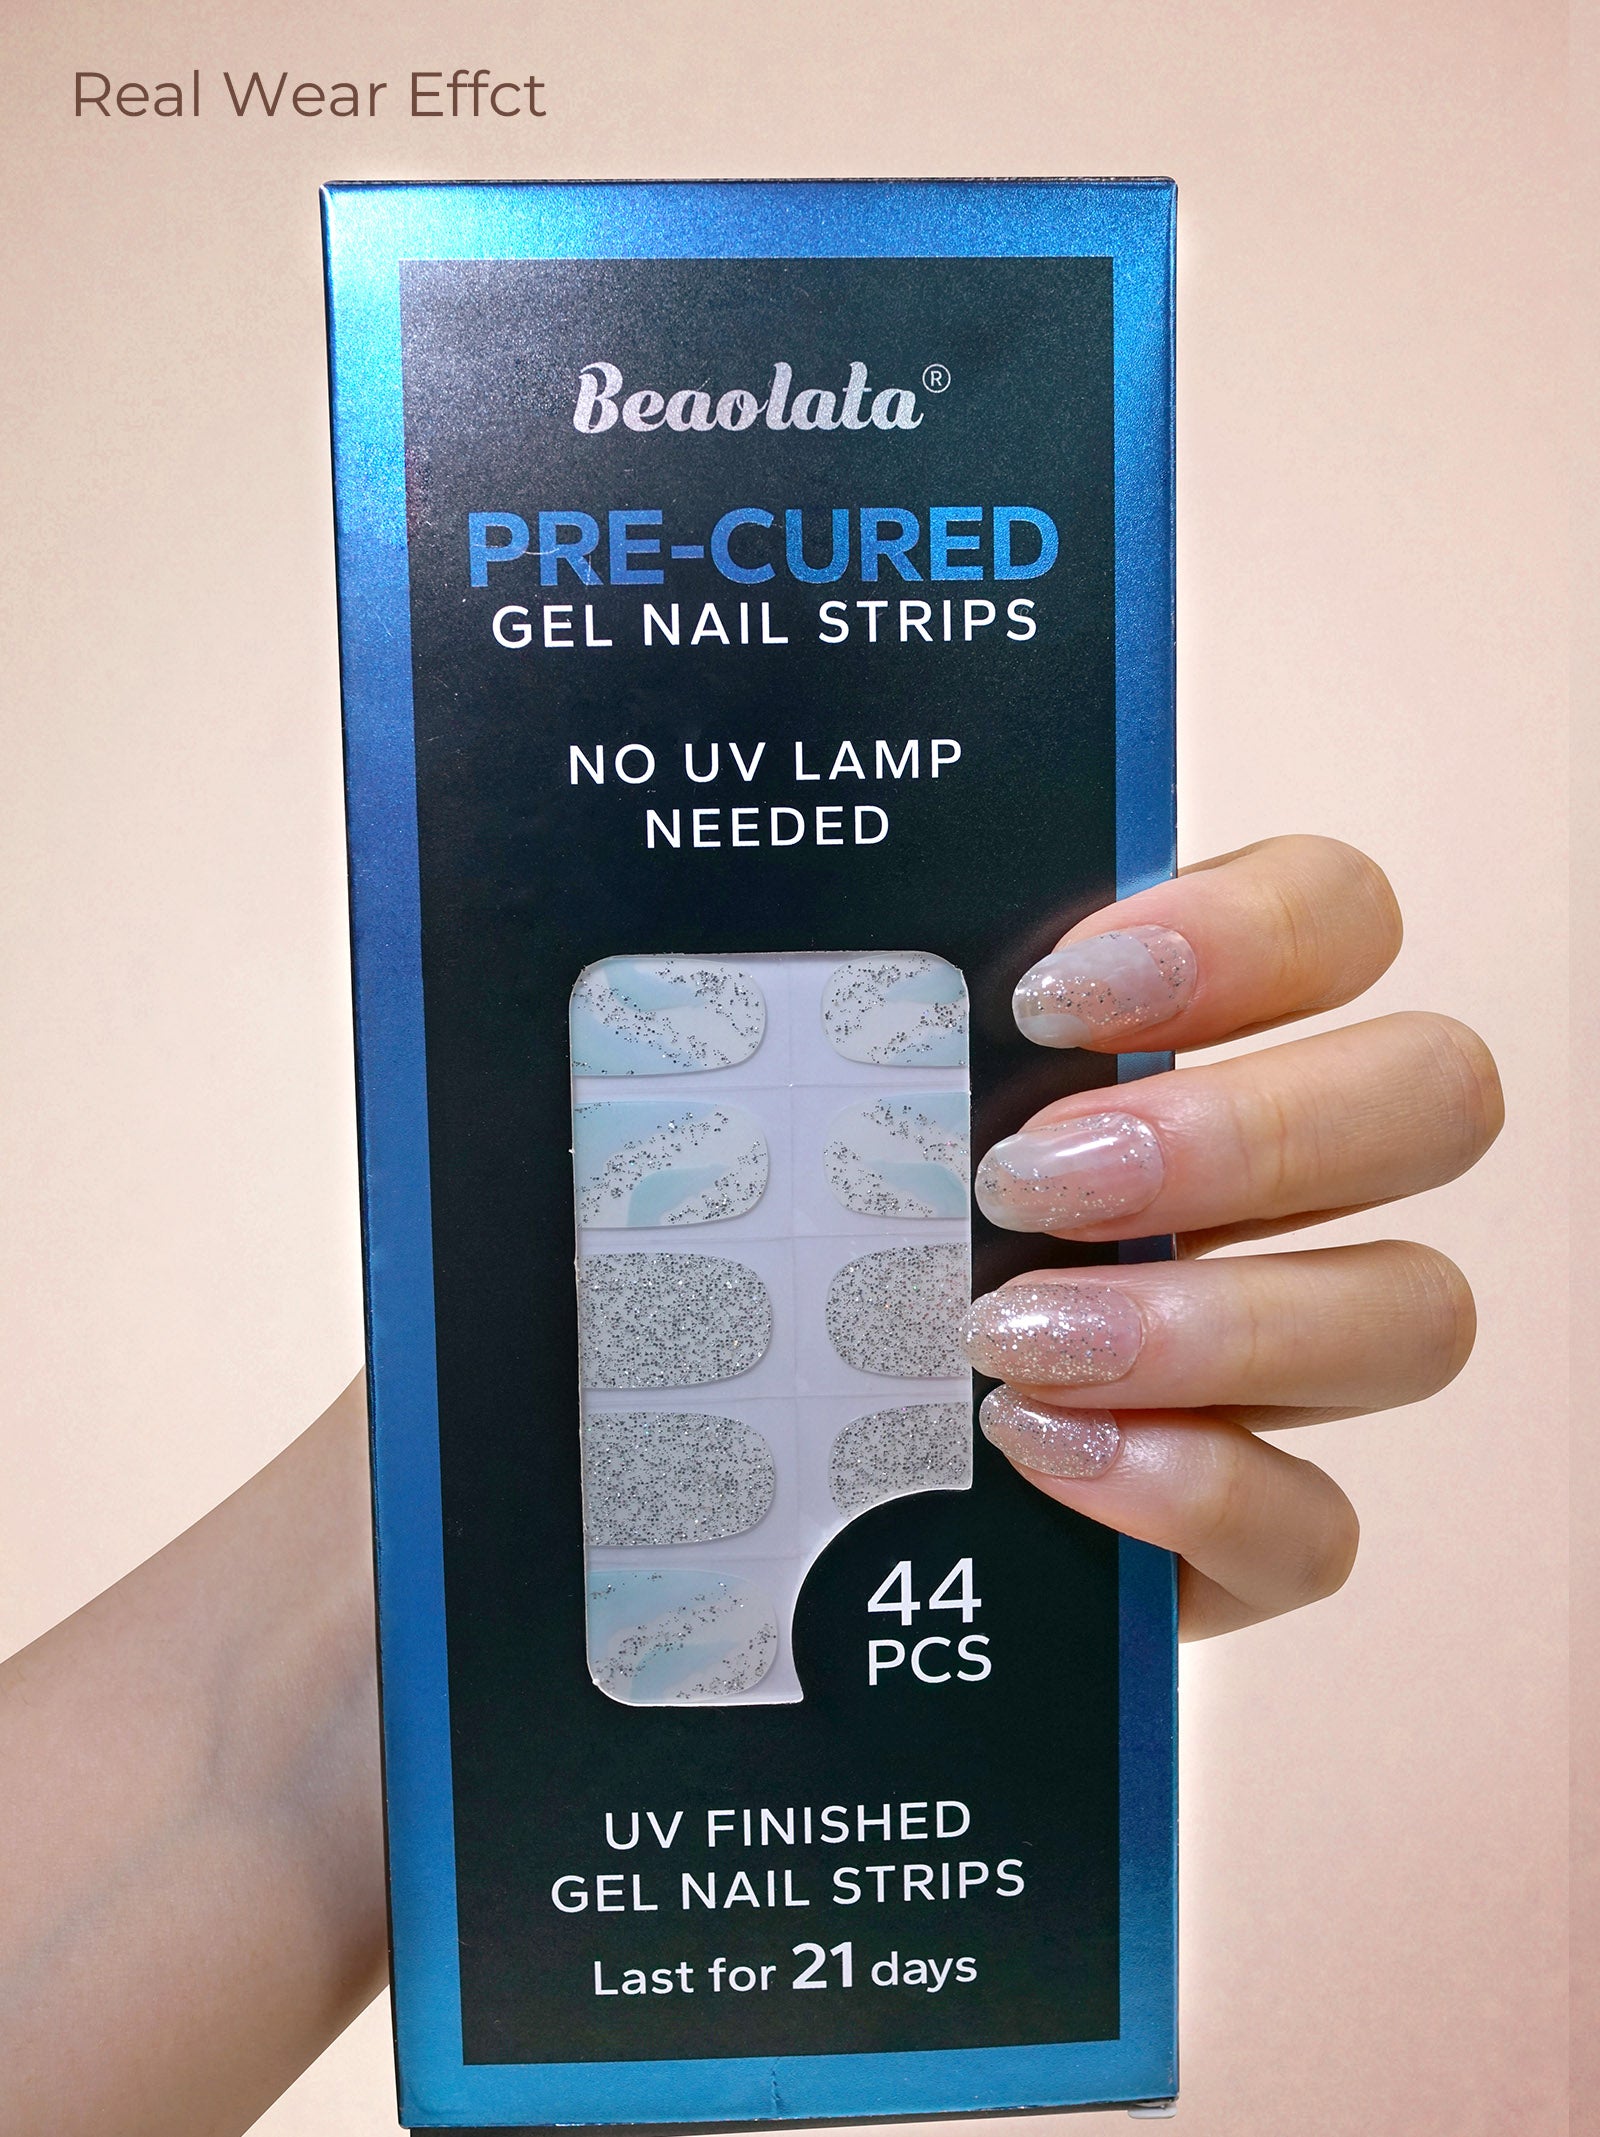 Real Wear Effct
Beaolata®
PRE-CURED
GEL NAIL STRIPS
NO UV LAMP
NEEDED
44
PCS
UV FINISHED
GEL NAIL STRIPS
Last for 21 days